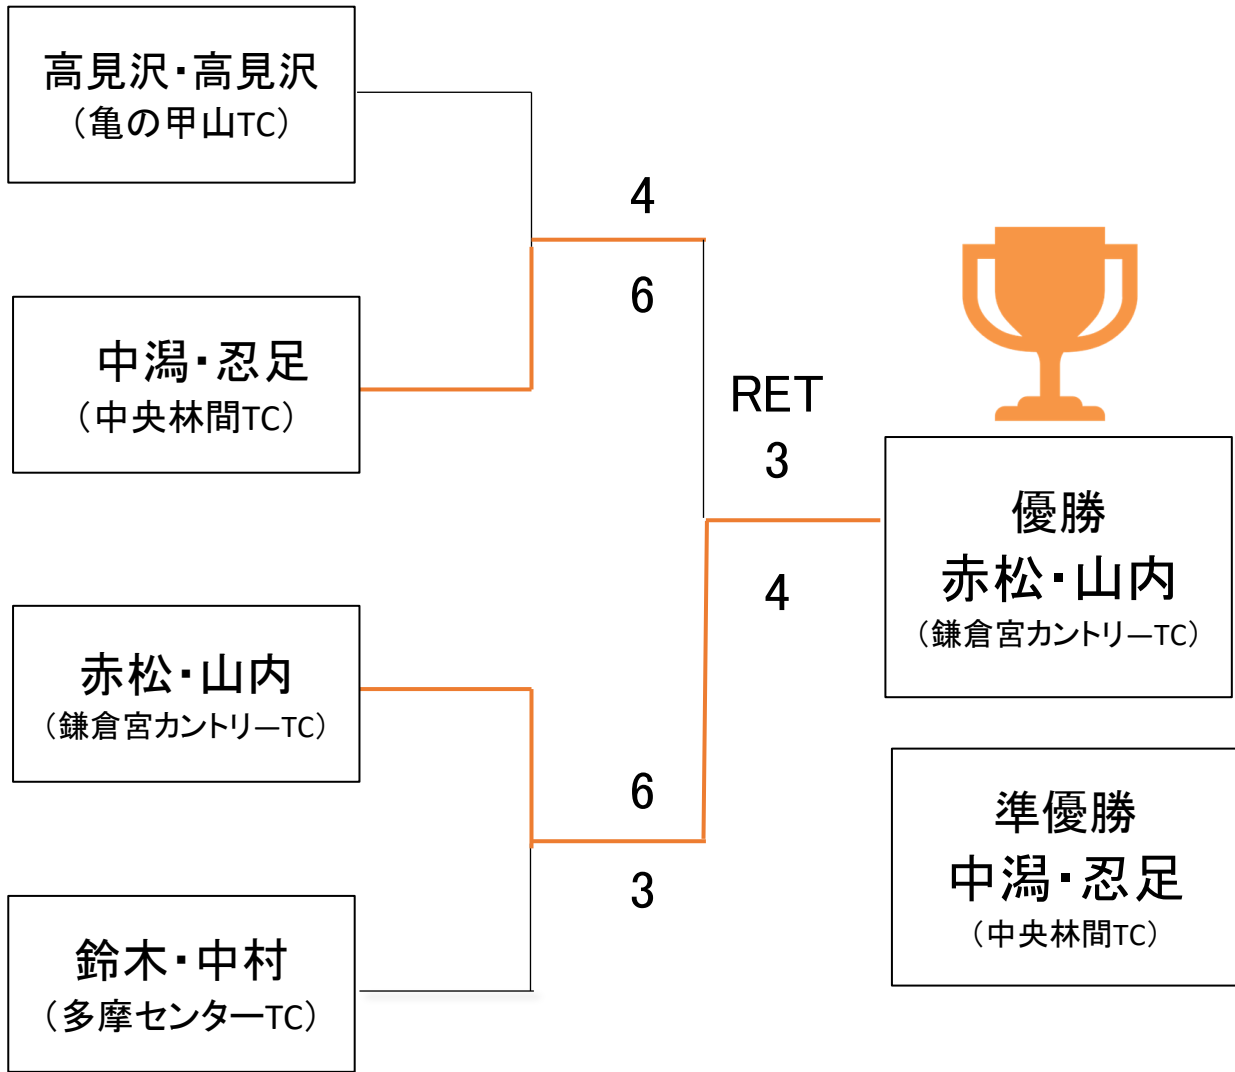 高見沢・高見沢
（亀の甲山TC）
4
6
中潟・忍足
（中央林間TC）
RET
3
4
優勝
赤松・山内
（鎌倉宮カントリーTC）
赤松・山内
（鎌倉宮カントリーTC）
6
3
準優勝
中潟・忍足
（中央林間TC）
鈴木・中村
（多摩センターTC）